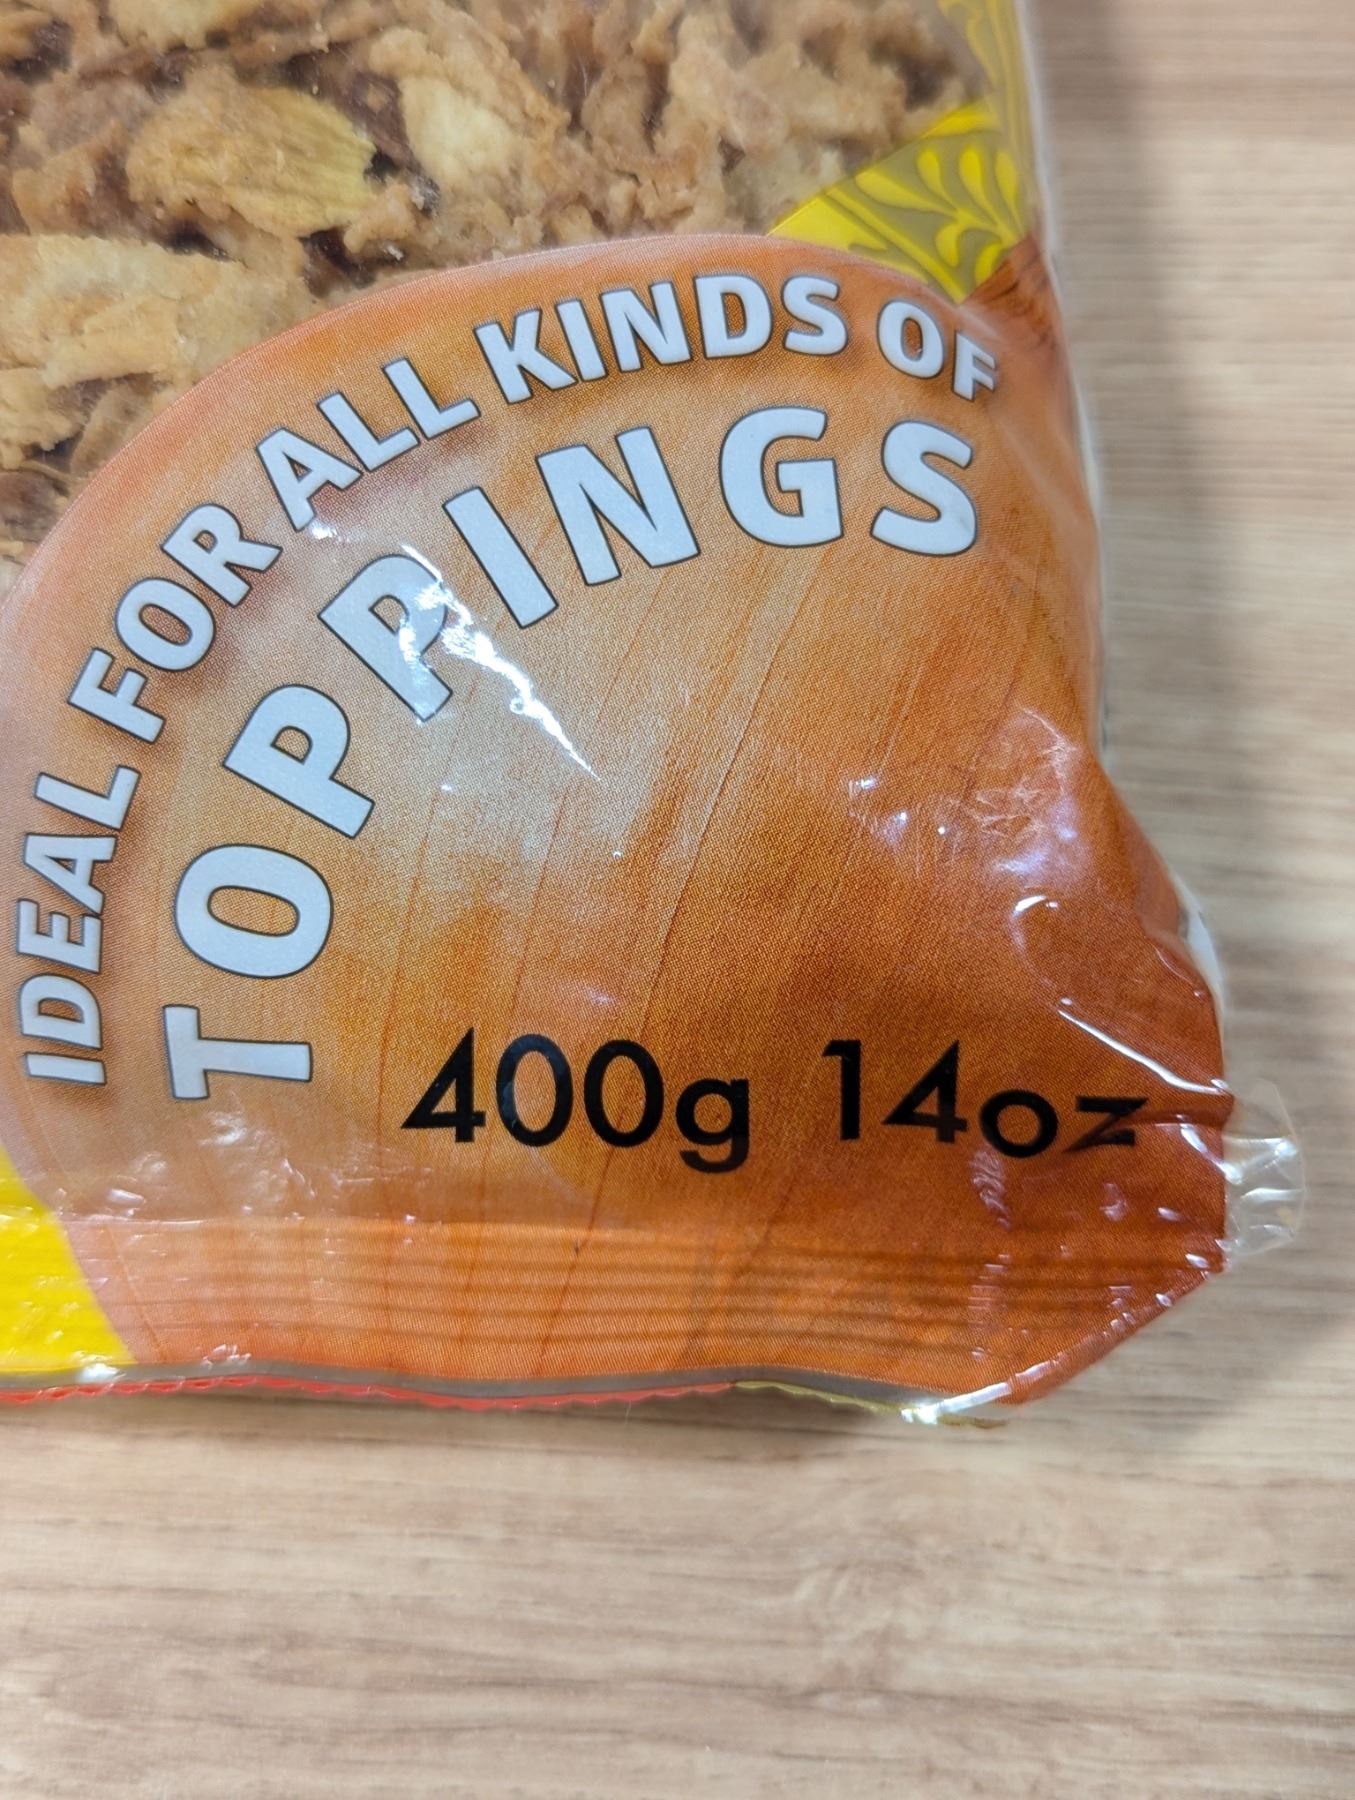 IDEAL FOR ALL KINDS OF
TOPPINGS
400g 14oz